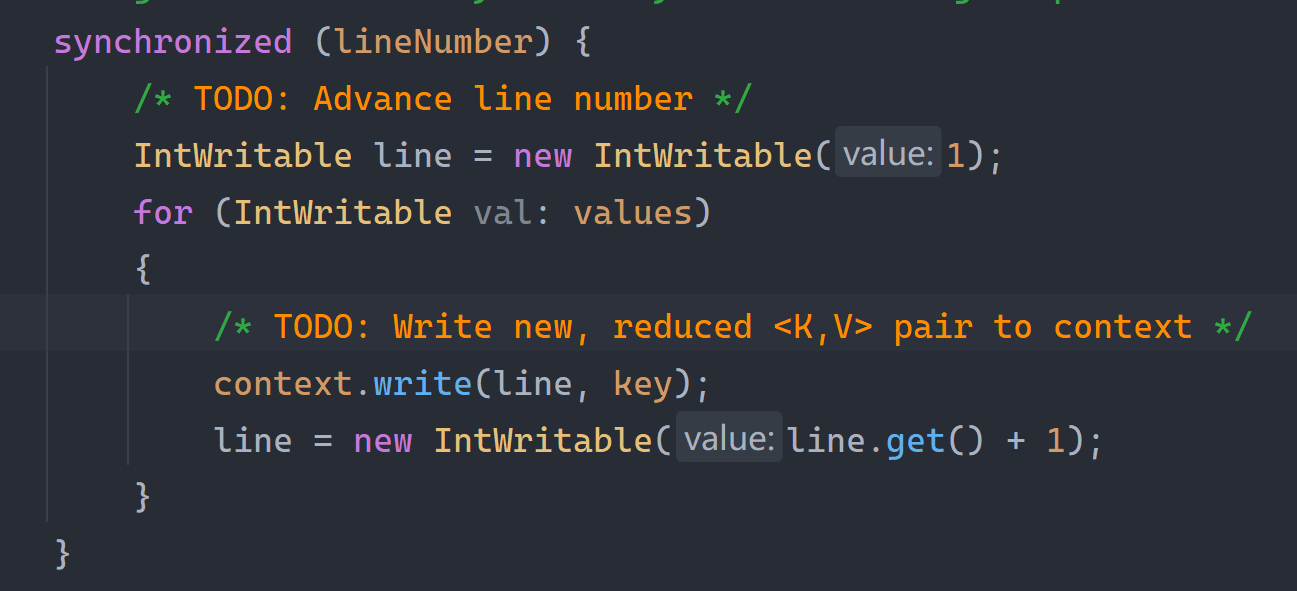 synchronized (lineNumber) {
/* TODO: Advance line number */
IntWritable line = new IntWritable( value: 1);
for (IntWritable val: values)
{
/* TODO: Write new, reduced <K,V> pair to context */
context.write(line, key);
line = new IntWritable( value: line.get() + 1);
}
}